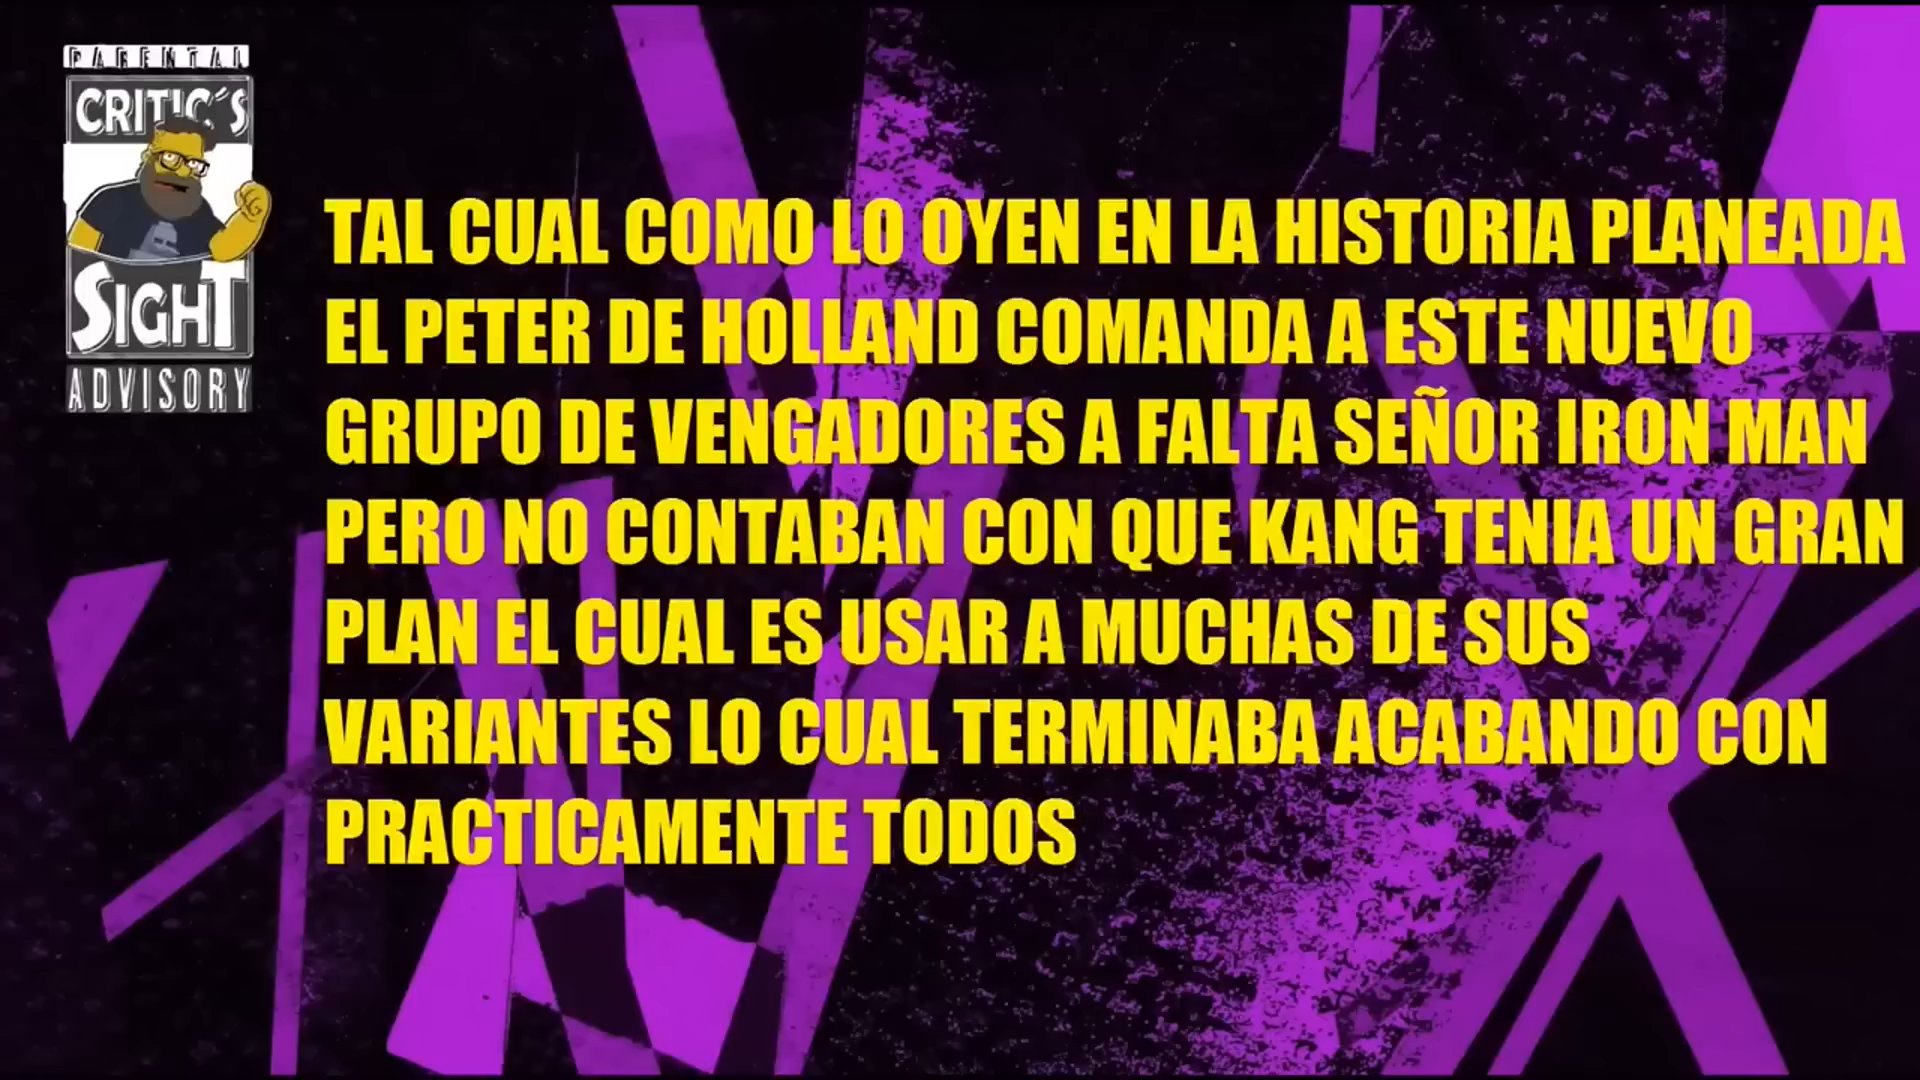 PARENTAL
CRITIC´S
SIGHT
ADVISORY
TAL CUAL COMO LO OYEN EN LA HISTORIA PLANEADA
EL PETER DE HOLLAND COMANDA A ESTE NUEVO
GRUPO DE VENGADORES A FALTA SEÑOR IRON MAN
PERO NO CONTABAN CON QUE KANG TENIA UN GRAN
PLAN EL CUAL ES USAR A MUCHAS DE SUS
VARIANTES LO CUAL TERMINABA ACABANDO CON
PRACTICAMENTE TODOS